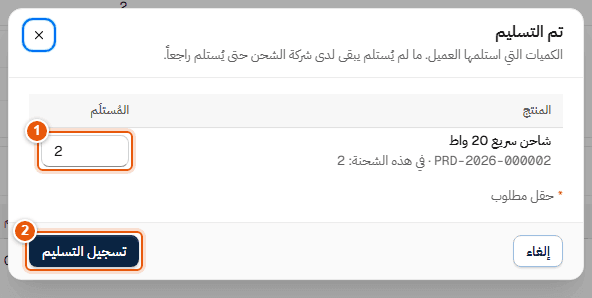 2
تم التسليم
الكميات التي استلمها العميل. ما لم يُستلم يبقى لدى شركة الشحن حتى يُستلم راجعاً.
المنتج	المُستلَم
شاحن سريع 20 واط
PRD-2026-000002 · في هذه الشحنة: 2
1
2
* حقل مطلوب
2
تسجيل التسليم
إلغاء